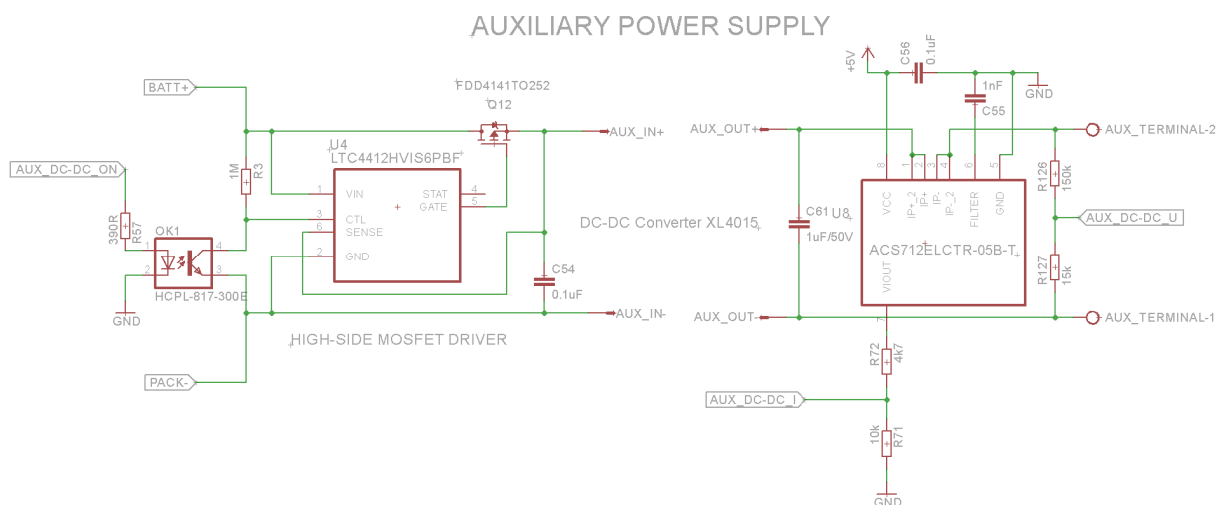 AUXILIARY POWER SUPPLY
BATT+
AUX_DC-DC_ON
390R
R57
OK1
1
2
4
3
HCPL-817-300E
GND
PACK-
1M
R3
U4
LTC4412HVIS6PBF
1
VIN
3
CTL
6
SENSE
2
GND
STAT
4
GATE
5
FDD4141TO252
Q12
C54
0.1uF
AUX_IN+
AUX_IN-
HIGH-SIDE MOSFET DRIVER
DC-DC Converter XL4015
AUX_OUT+
AUX_OUT-
C61
1uF/50V
U8
ACS712ELCTR-05B-T
+5V
C56
0.1uF
1nF
C55
GND
8
1
2
3
4
6
5
VCC
IP+_2
IP+
IP-
IP-_2
FILTER
GND
VIOUT
7
R72
4k7
AUX_DC-DC_I
10k
R71
GND
AUX_TERMINAL-2
R126
150k
AUX_DC-DC_U
R127
15k
AUX_TERMINAL-1